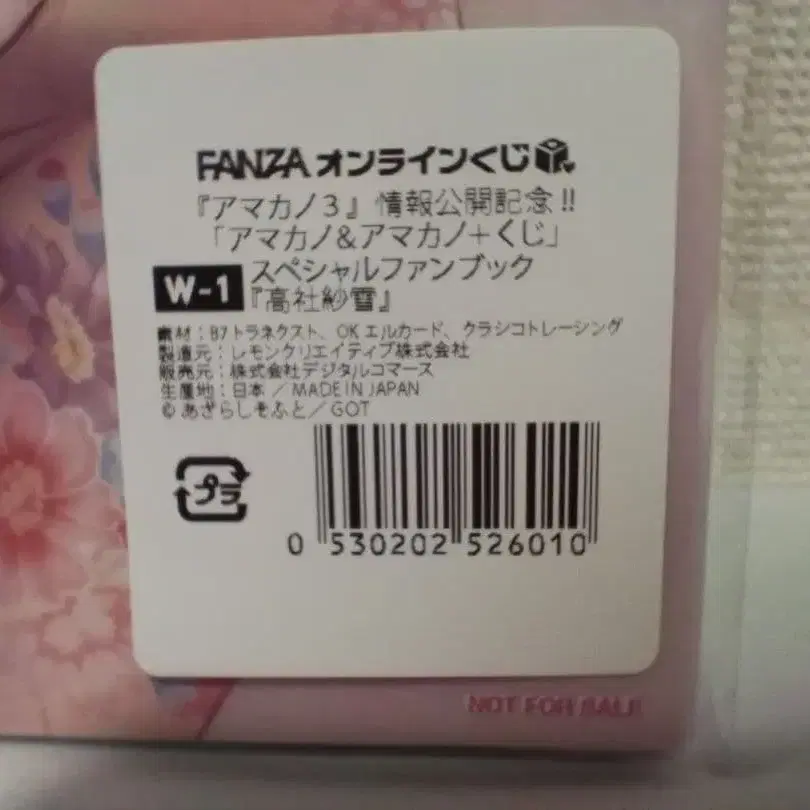 FANZA オンラインくじ
『アマカノ3』情報公開記念!!
「アマカノ&アマカノ+くじ」
W-1
スペシャルファンブック
『高社紗雪』
素材：B7トラネクスト、OKエルカード、クラシコトレーシング
製造元：レモンクリエイティブ株式会社
販売元：株式会社デジタルコマース
生産地：日本 / MADE IN JAPAN
© あざらしそふと/GOT
プラ
0 530202 526010
NOT FOR SALE